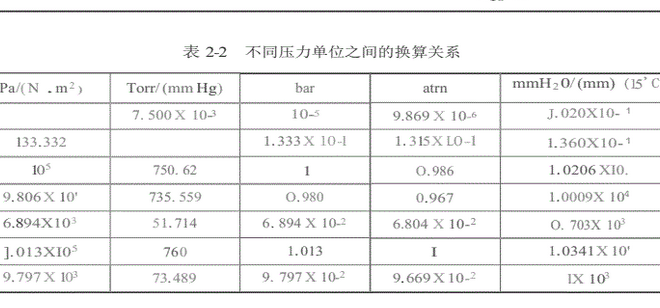 表 2-2 不同压力单位之间的换算关系
Pa/(N .m²) Torr/(mm Hg) bar atrn mmH2O/(mm) (15'C
7. 500 X 10-3 10-5 9.869 X 10-6 J.020X10- 1
133.332 1.333 X 10-l 1.315X LO-I 1.360X10- 1
10⁵ 750. 62 1 O.986 1.0206 XI0.
9.806 X 10' 735.559 O.980 0.967 1.0009X 10⁴
6.894X10³ 51.714 6. 894 X 10-2 6.804 X 10-2 O. 703X 10³
].013XI0⁵ 760 1.013 I 1.0341X 10'
9.797 X 10³ 73.489 9. 797 X 10-2 9.669X 10-2 lX 10³